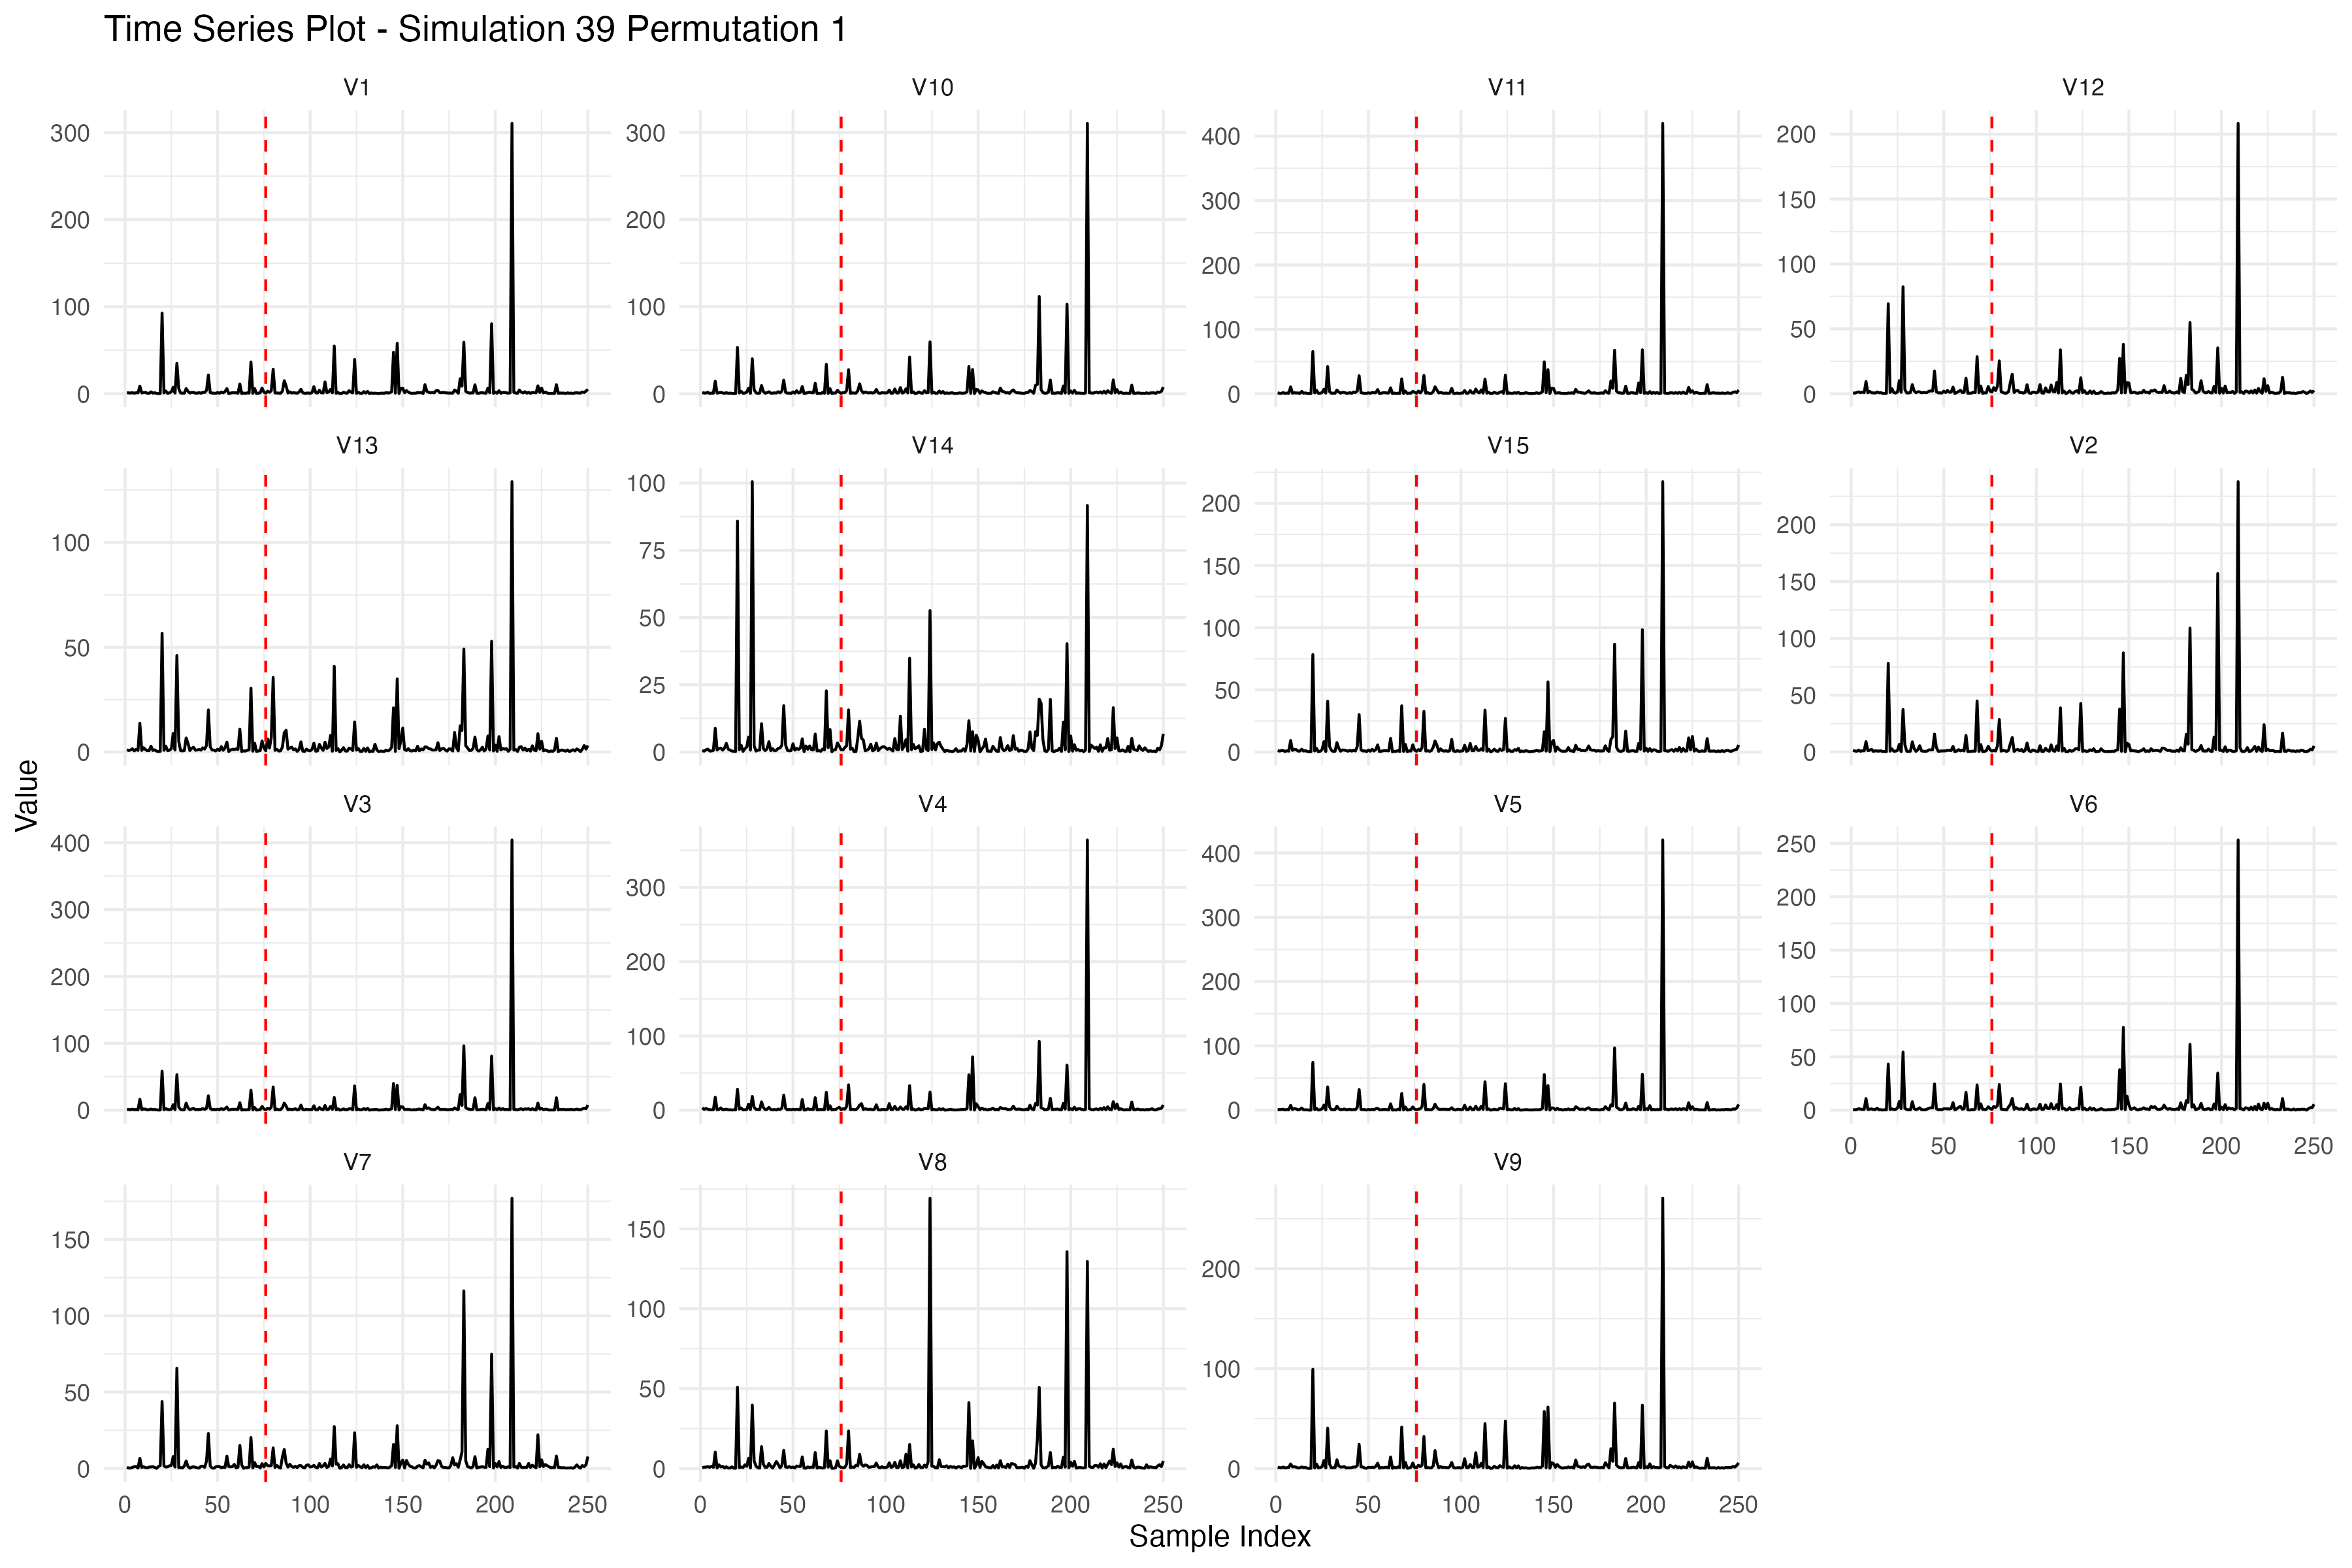 Time Series Plot - Simulation 39 Permutation 1
V1 V10 V11 V12
300 200 100 0
300 200 100 0
400 300 200 100 0
200 150 100 50 0
V13 V14 V15 V2
100 50 0
100 75 50 25 0
200 150 100 50 0
200 150 100 50 0
Value
V3 V4 V5 V6
400 300 200 100 0
300 200 100 0
400 300 200 100 0
250 200 150 100 50 0
0 50 100 150 200 250
V7 V8 V9
150 100 50 0
150 100 50 0
200 100 0
0 50 100 150 200 250
0 50 100 150 200 250
0 50 100 150 200 250
Sample Index